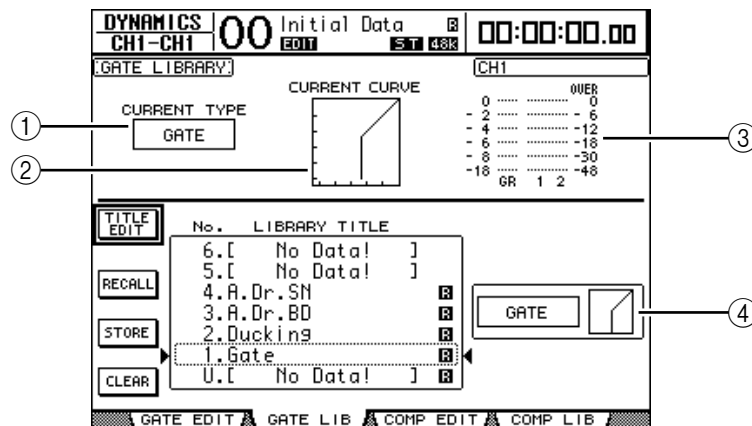 DYNAMICS
CH1-CH1
00
Initial Data R
EDIT ST 48K
00:00:00.00
GATE LIBRARY
CH1
CURRENT TYPE
GATE
CURRENT CURVE
OVER
0 0
- 2 - 6
- 4 -12
- 6 -18
- 8 -30
-18 -48
GR 1 2
1
2
3
TITLE EDIT
RECALL
STORE
CLEAR
No. LIBRARY TITLE
6.[ No Data! ]
5.[ No Data! ]
4.A.Dr.SN R
3.A.Dr.BD R
2.Ducking R
1.Gate R
U.[ No Data! ] R
GATE
4
GATE EDIT GATE LIB COMP EDIT COMP LIB